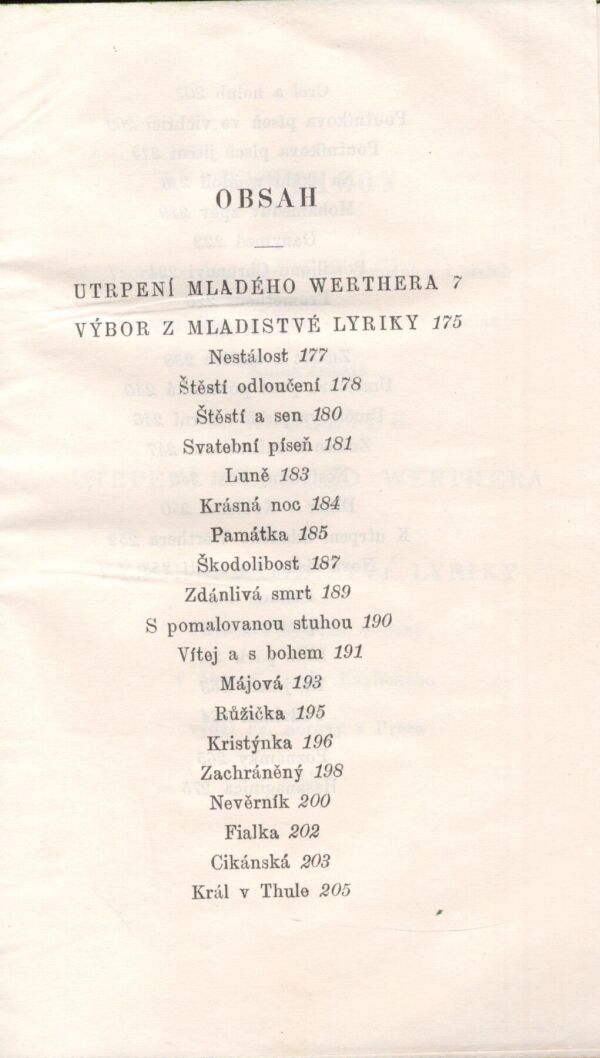 OBSAH
UTRPENÍ MLADÉHO WERTHERA 7
VÝBOR Z MLADISTVÉ LYRIKY 175
Nestálost 177
Štěstí odloučení 178
Štěstí a sen 180
Svatební píseň 181
Luně 183
Krásná noc 184
Památka 185
Škodolibost 187
Zdánlivá smrt 189
S pomalovanou stuhou 190
Vítej a s bohem 191
Májová 193
Růžička 195
Kristýnka 196
Zachráněný 198
Nevěrník 200
Fialka 202
Cikánská 203
Král v Thule 205